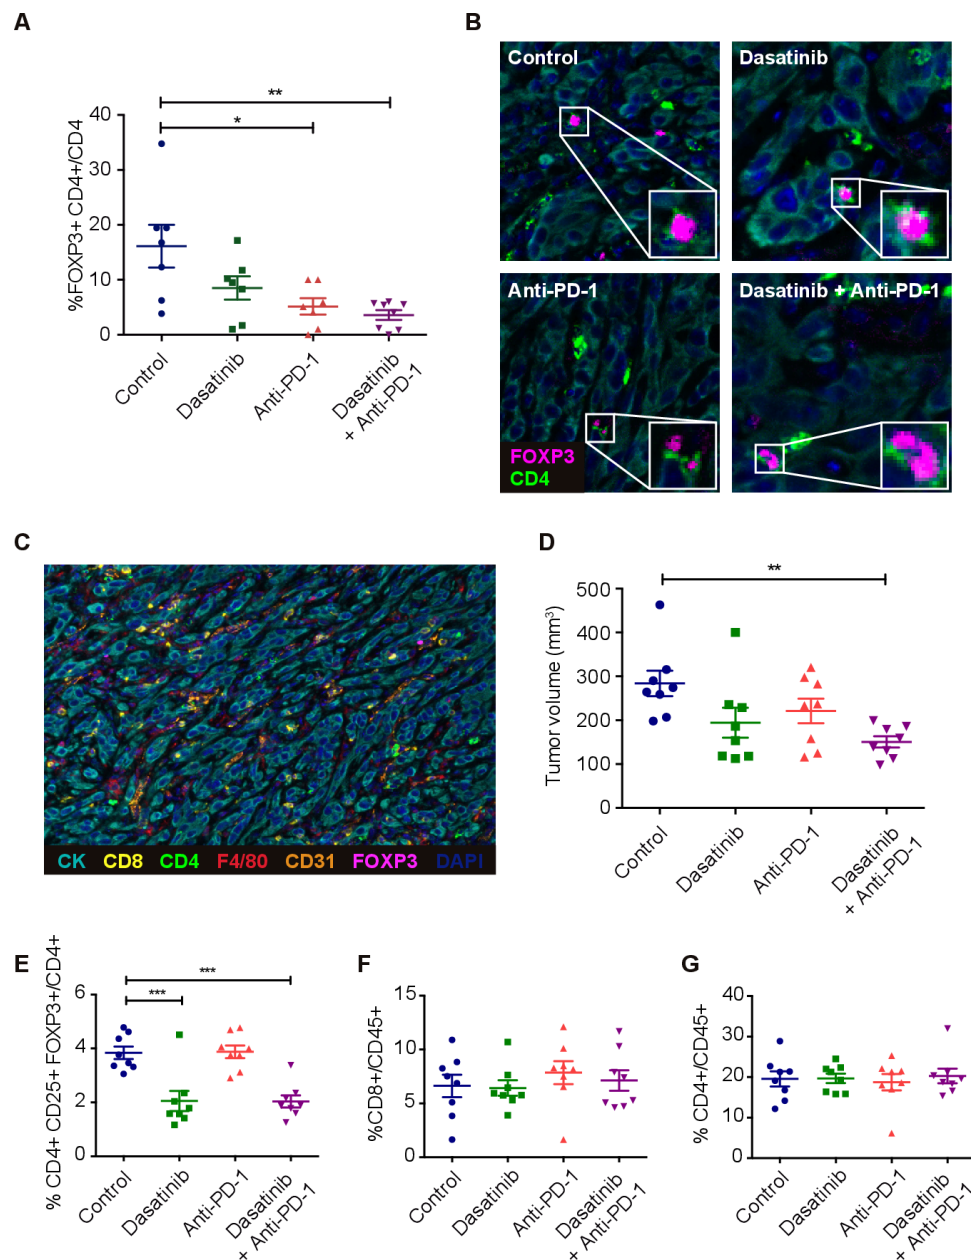 A
%FOXP3+ CD4+/CD4
40
30
20
10
0
**
*
Control
Dasatinib
Anti-PD-1
Dasatinib
+ Anti-PD-1
B
Control
Dasatinib
Anti-PD-1
Dasatinib + Anti-PD-1
FOXP3
CD4
C
CK CD8 CD4 F4/80 CD31 FOXP3 DAPI
D
Tumor volume (mm³)
500
400
300
200
100
0
**
Control
Dasatinib
Anti-PD-1
Dasatinib
+ Anti-PD-1
E
% CD4+ CD25+ FOXP3+/CD4+
6
4
2
0
***
***
Control
Dasatinib
Anti-PD-1
Dasatinib
+ Anti-PD-1
F
%CD8+/CD45+
15
10
5
0
Control
Dasatinib
Anti-PD-1
Dasatinib
+ Anti-PD-1
G
% CD4+/CD45+
40
30
20
10
0
Control
Dasatinib
Anti-PD-1
Dasatinib
+ Anti-PD-1